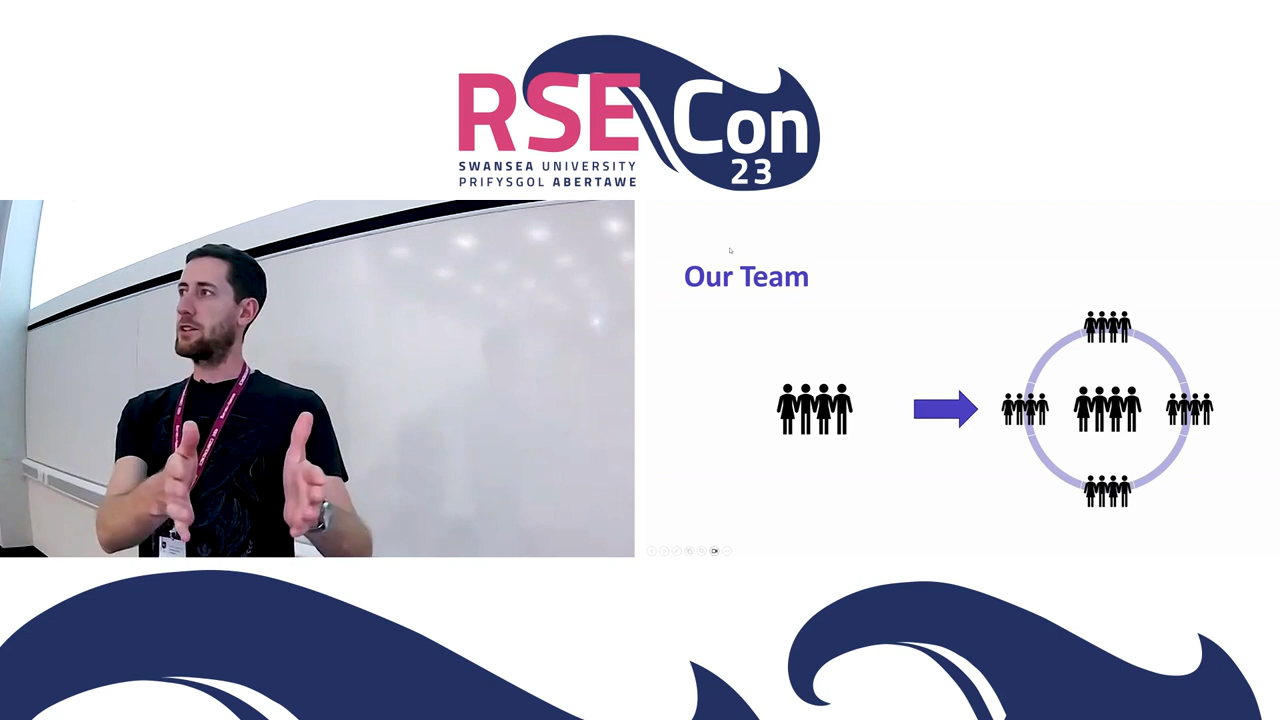 RSE Con
23
SWANSEA UNIVERSITY
PRIFYSGOL ABERTAWE
Our Team